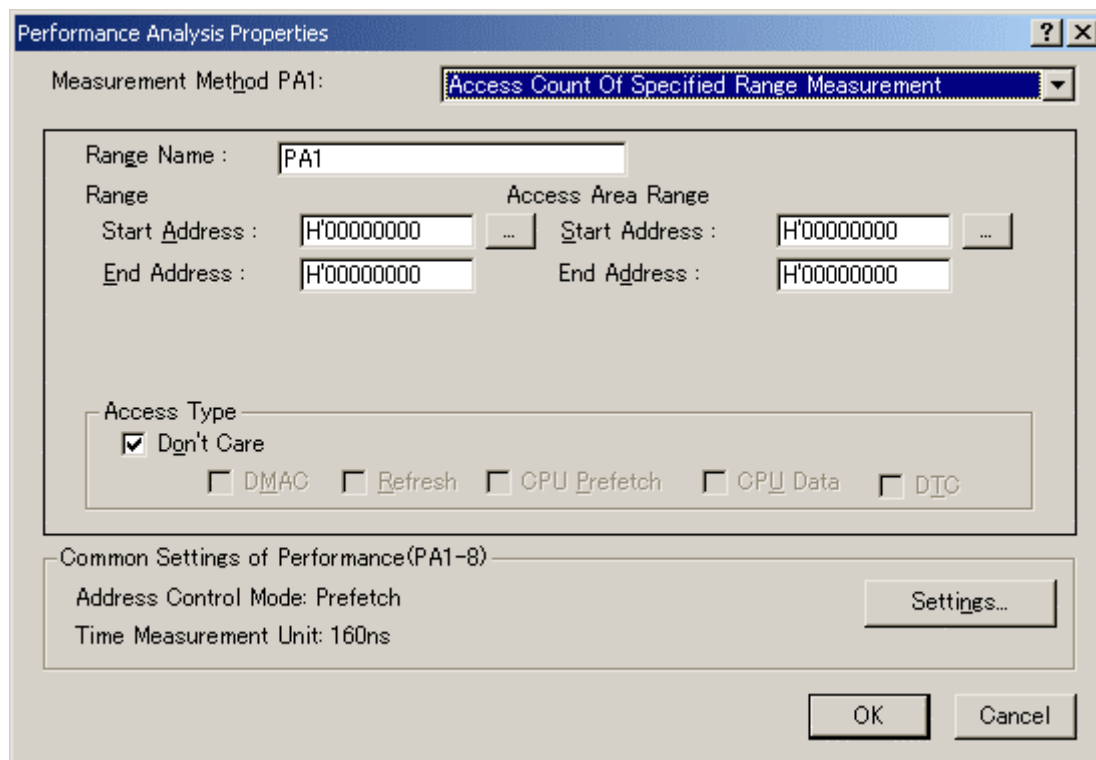 Performance Analysis Properties
Measurement Method PA1: Access Count Of Specified Range Measurement
Range Name : PA1
Range Access Area Range
Start Address : H'00000000 ... Start Address : H'00000000 ...
End Address : H'00000000 End Address : H'00000000
Access Type
Don't Care
DMAC Refresh CPU Prefetch CPU Data DTC
Common Settings of Performance(PA1-8)
Address Control Mode: Prefetch
Settings...
Time Measurement Unit: 160ns
OK Cancel